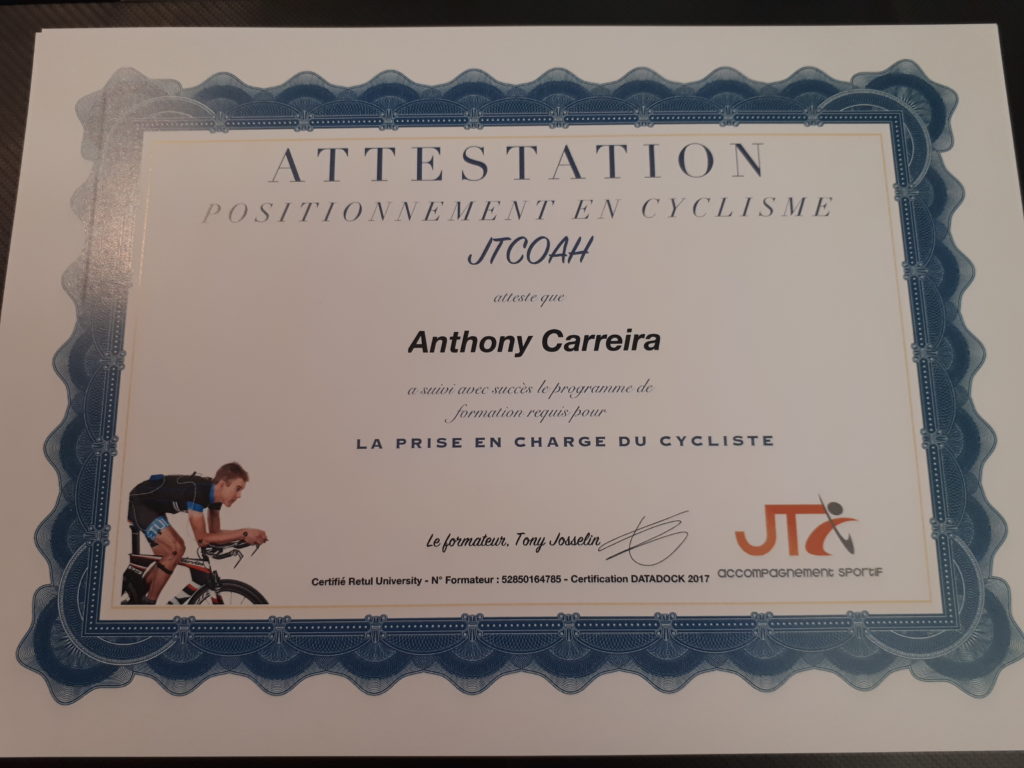 ATTESTATION
POSITIONNEMENT EN CYCLISME
JTCOAH
atteste que
Anthony Carreira
a suivi avec succès le programme de
formation requis pour
LA PRISE EN CHARGE DU CYCLISTE
Le formateur, Tony Josselin
JTC
accompagnement sportif
Certifié Retul University - N° Formateur : 52850164785 - Certification DATADOCK 2017